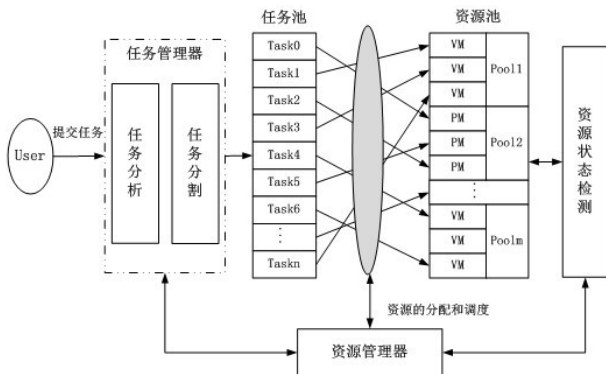 任务池
资源池
任务管理器
User
提交任务
任务分析
任务分割
Task0
Task1
Task2
Task3
Task4
Task5
Task6
⋮
Taskn
VM
VM
VM
Pool1
PM
PM
PM
Pool2
⋮
VM
VM
VM
Poolm
资源状态检测
资源的分配和调度
资源管理器